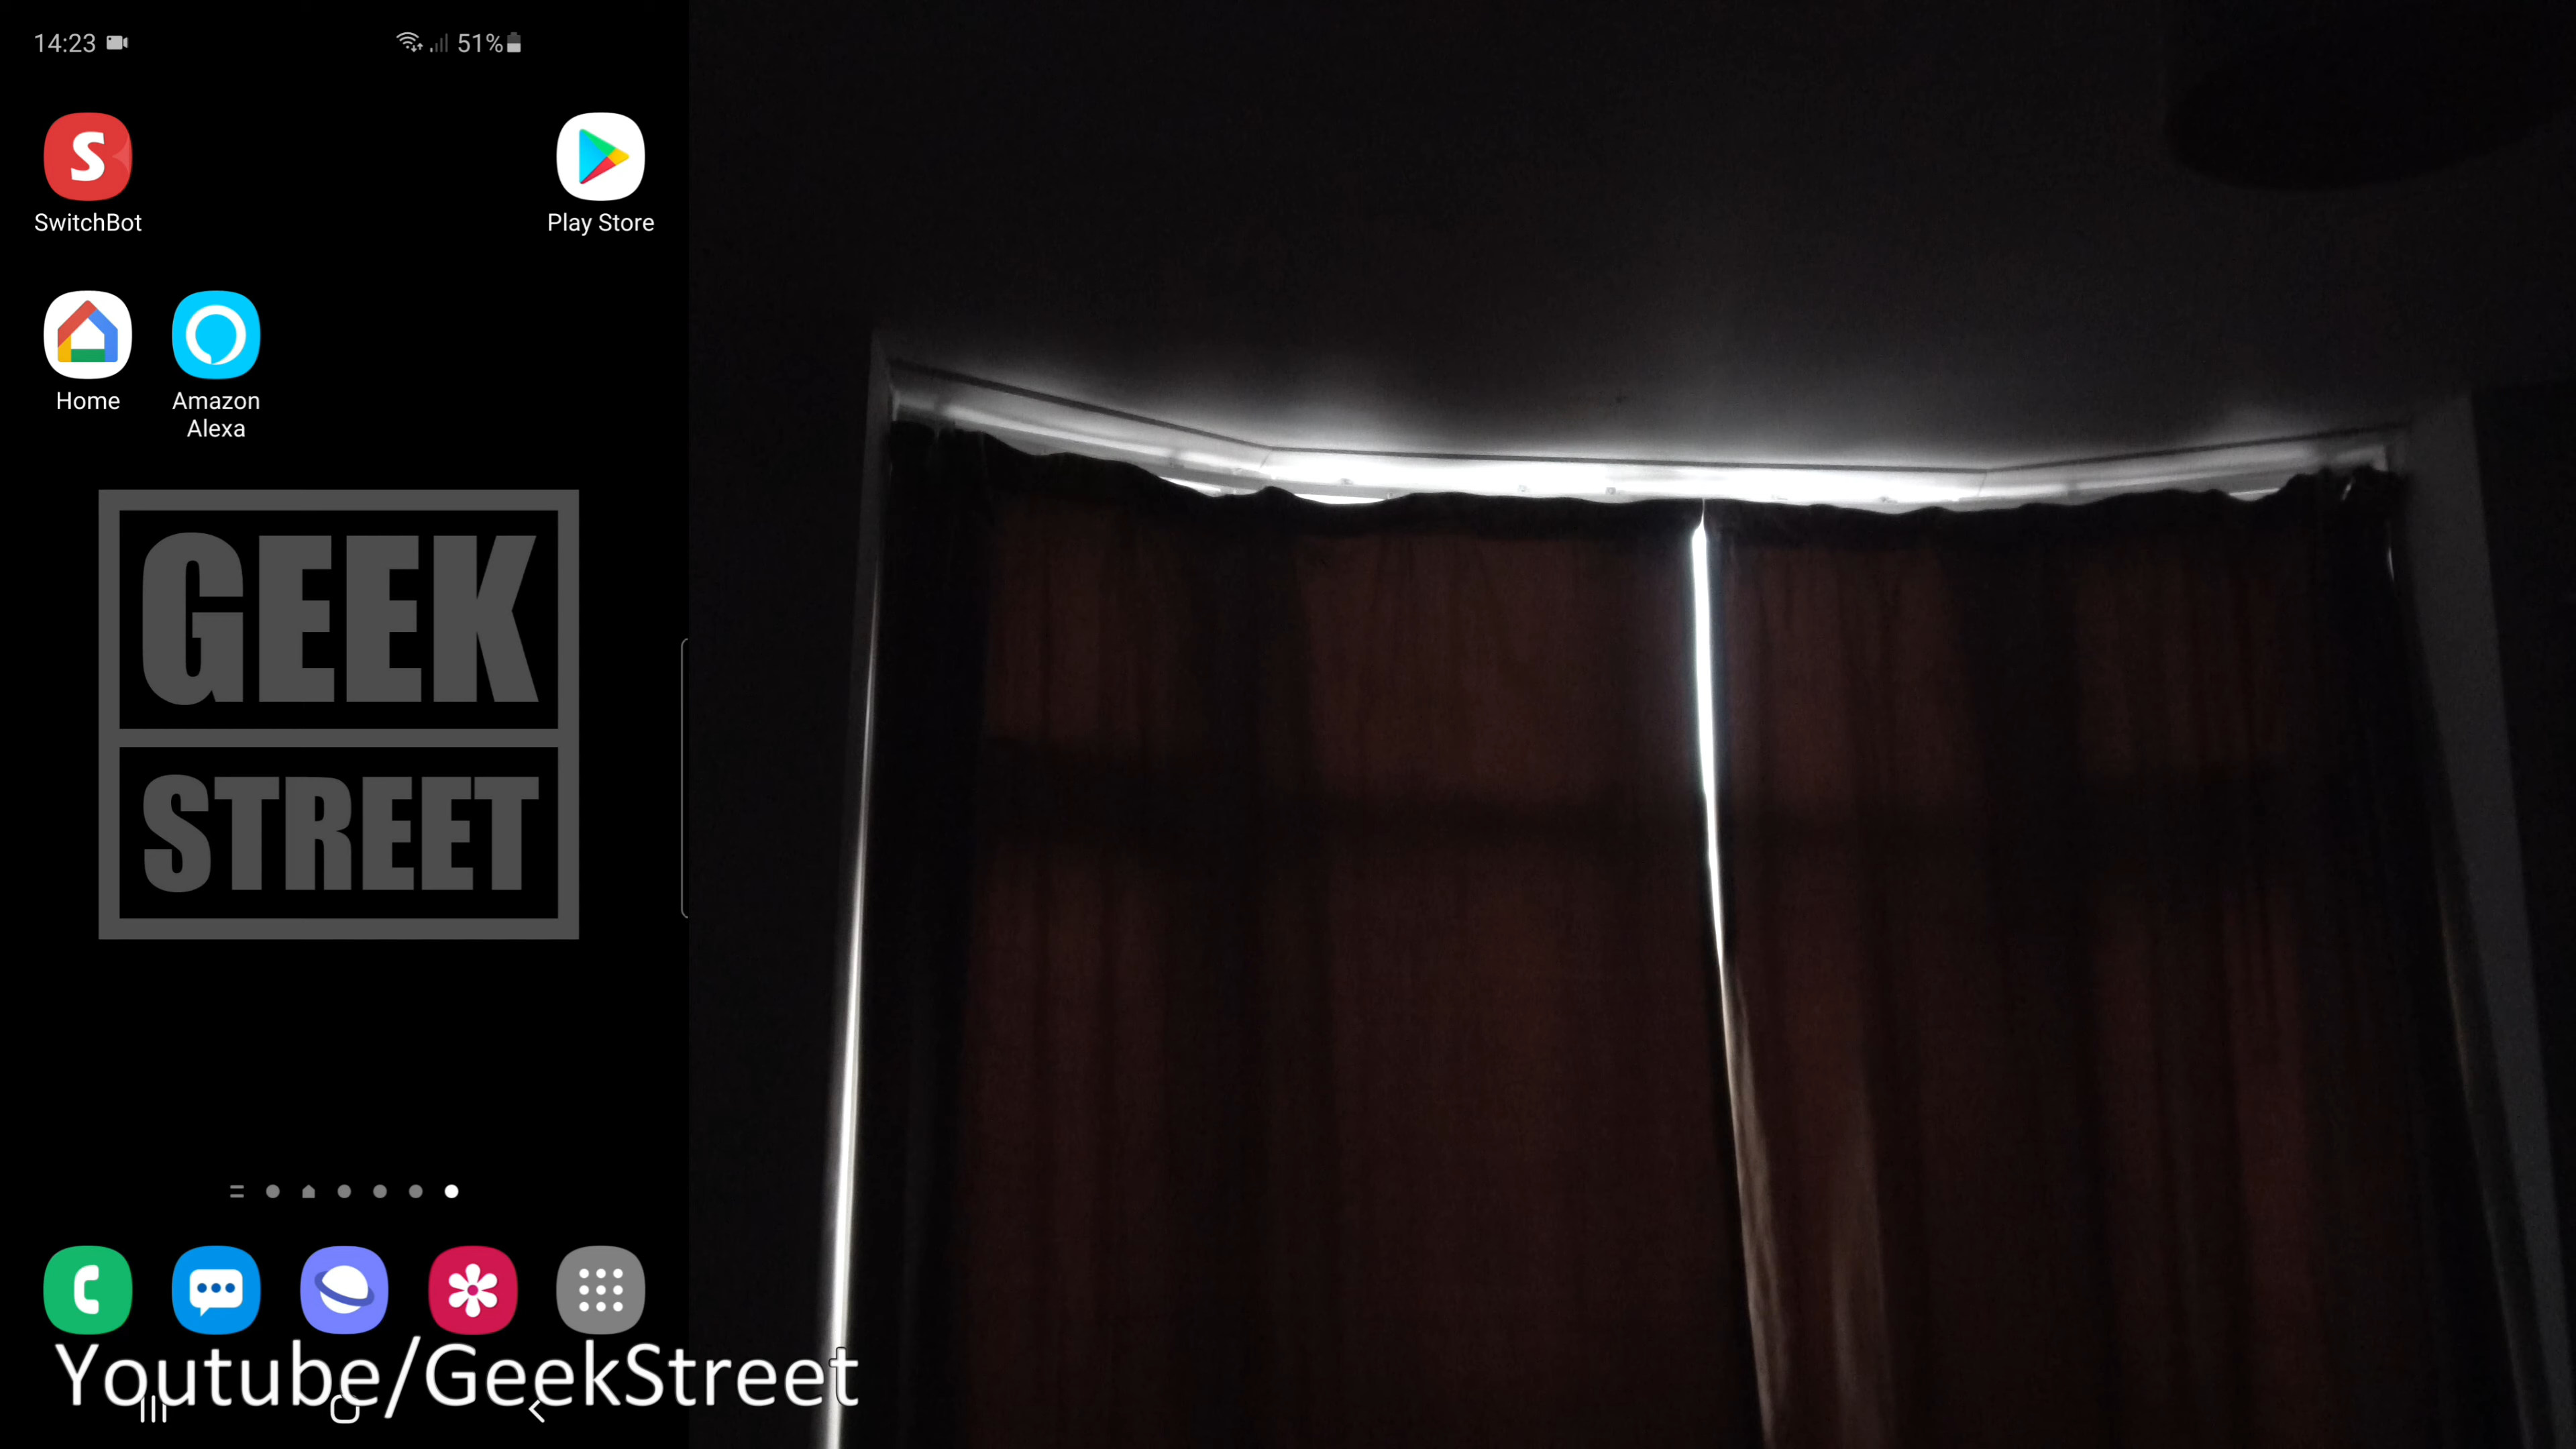 14:23
51%
SwitchBot
Play Store
Home
Amazon
Alexa
GEEK
STREET
Youtube/GeekStreet